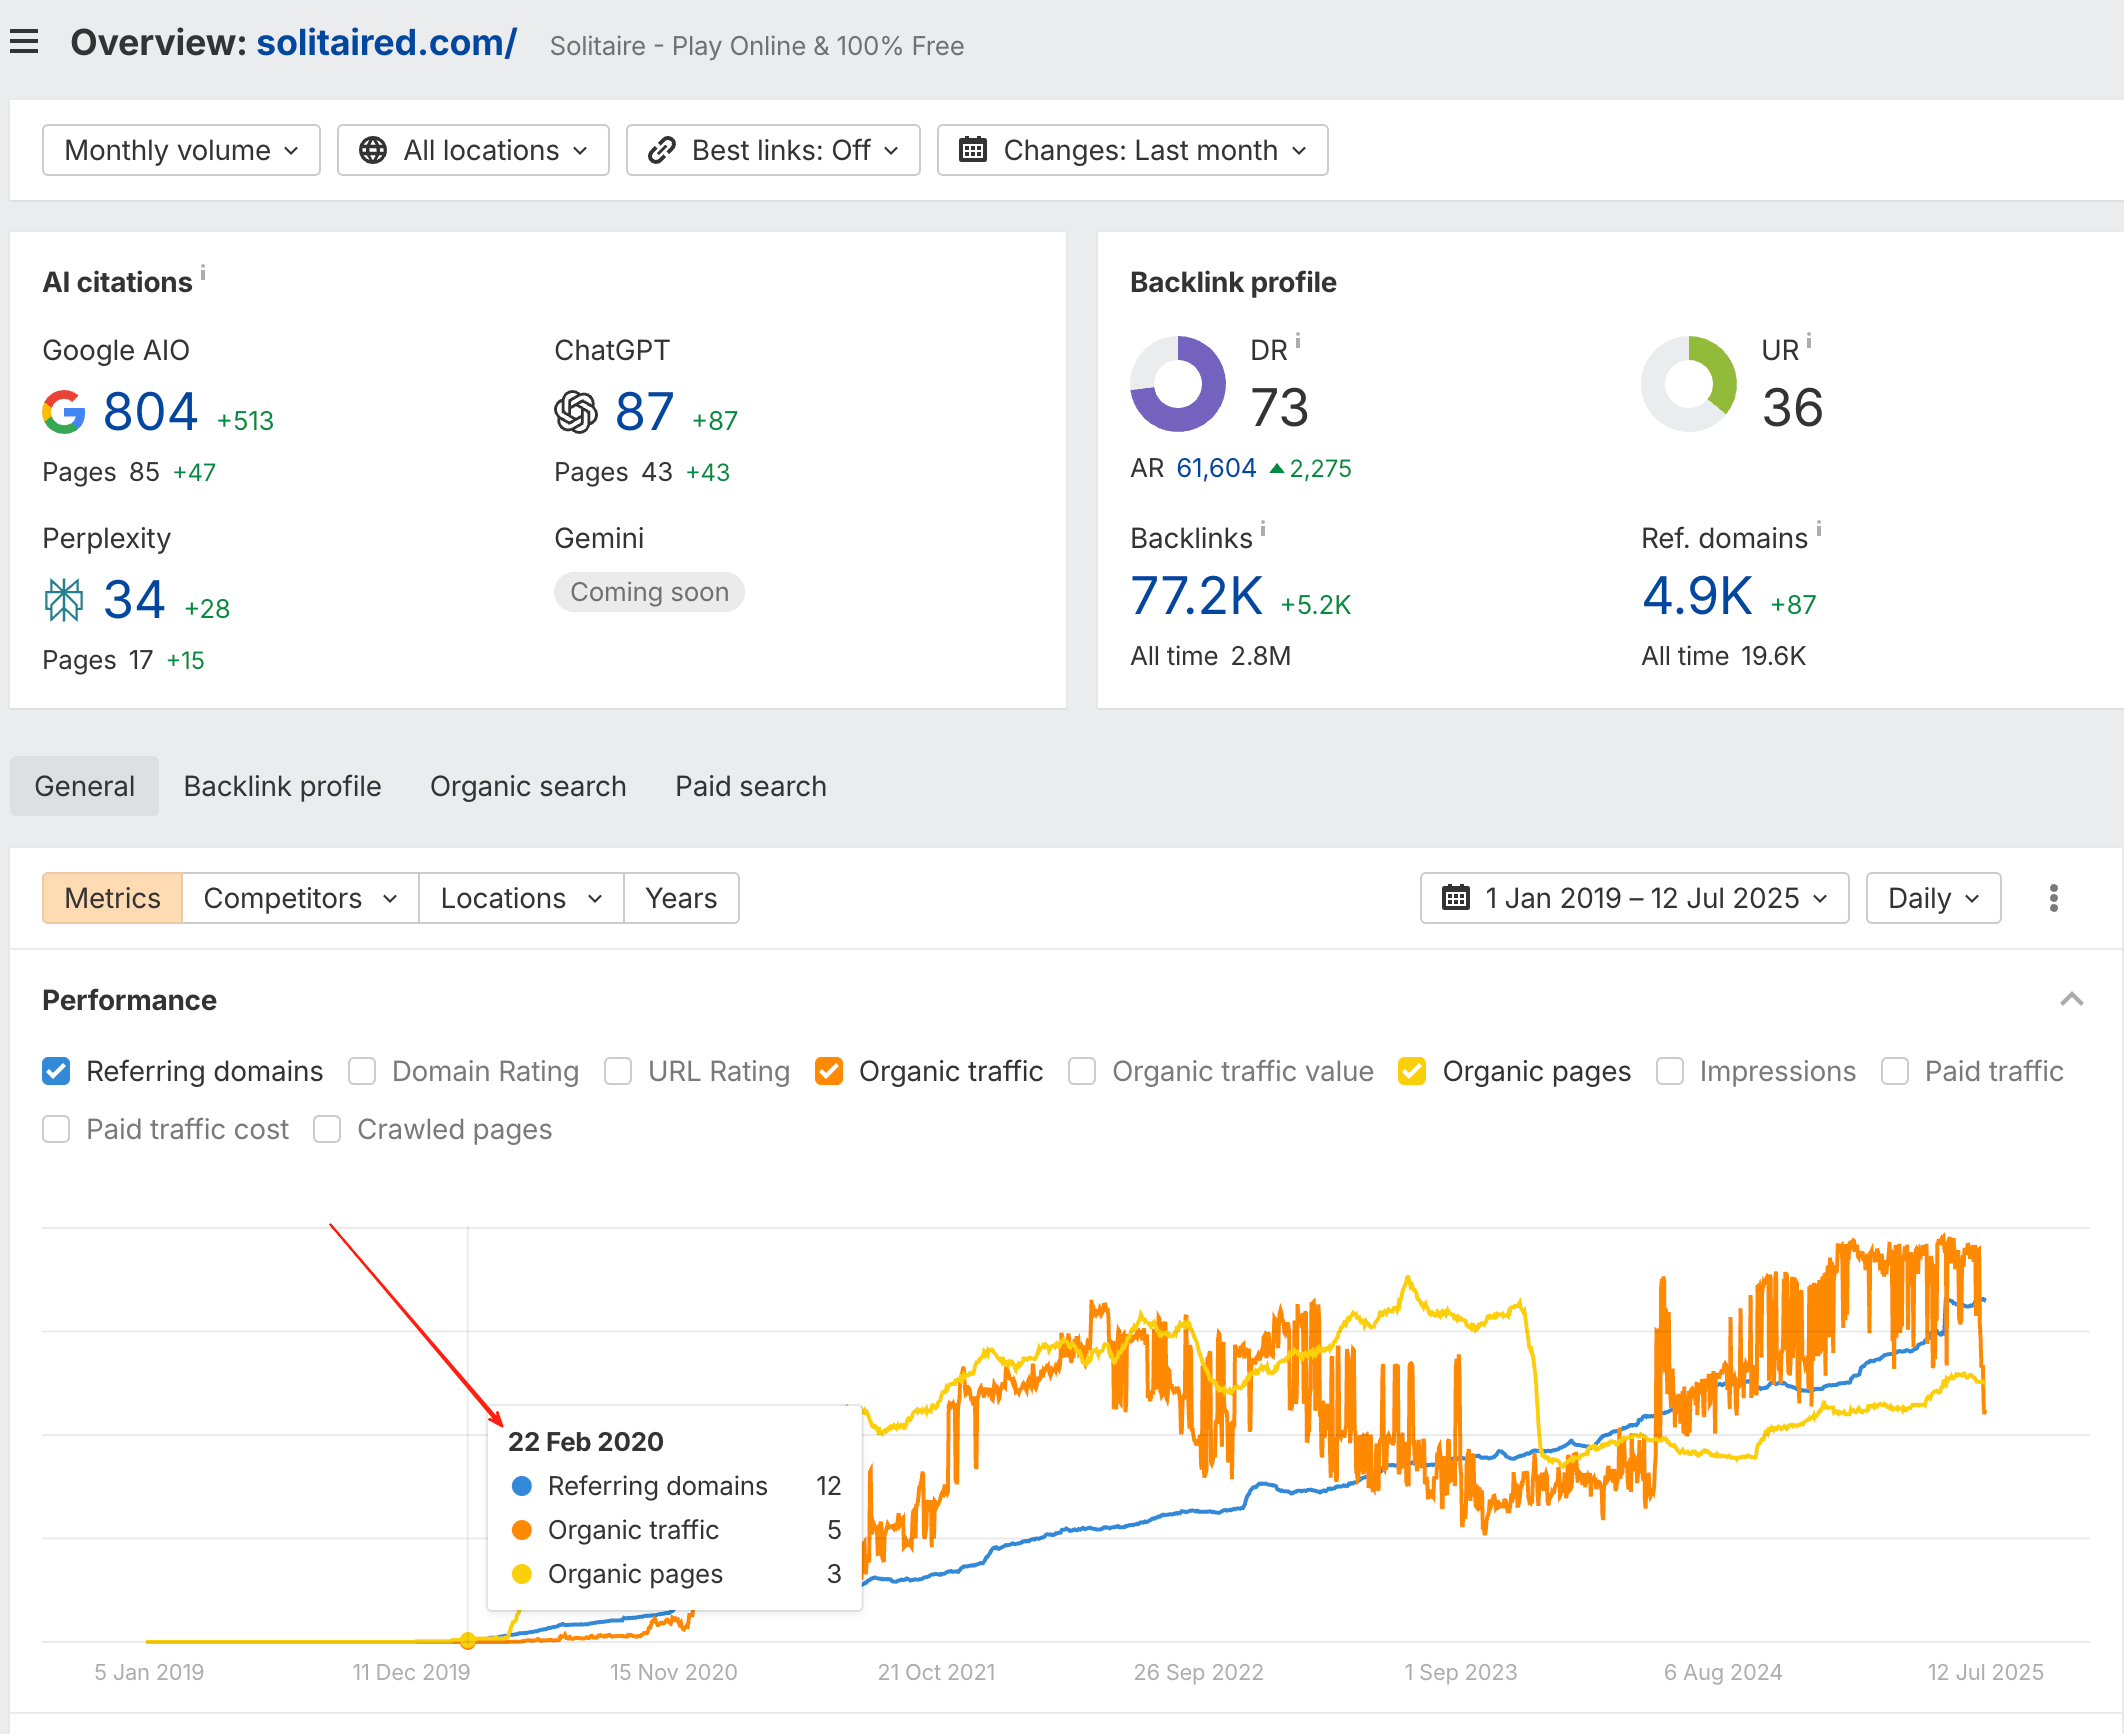 Overview: solitaired.com/ Solitaire - Play Online & 100% Free
Monthly volume All locations Best links: Off Changes: Last month
AI citations i
Google AIO ChatGPT
804 +513 87 +87
Pages 85 +47 Pages 43 +43
Perplexity Gemini
34 +28 Coming soon
Pages 17 +15
Backlink profile
DR i UR i
73 36
AR 61,604 2,275
Backlinks i Ref. domains i
77.2K +5.2K 4.9K +87
All time 2.8M All time 19.6K
General Backlink profile Organic search Paid search
Metrics Competitors Locations Years 1 Jan 2019 – 12 Jul 2025 Daily
Performance
Referring domains Domain Rating URL Rating Organic traffic Organic traffic value Organic pages Impressions Paid traffic
Paid traffic cost Crawled pages
22 Feb 2020
Referring domains 12
Organic traffic 5
Organic pages 3
5 Jan 2019 11 Dec 2019 15 Nov 2020 21 Oct 2021 26 Sep 2022 1 Sep 2023 6 Aug 2024 12 Jul 2025